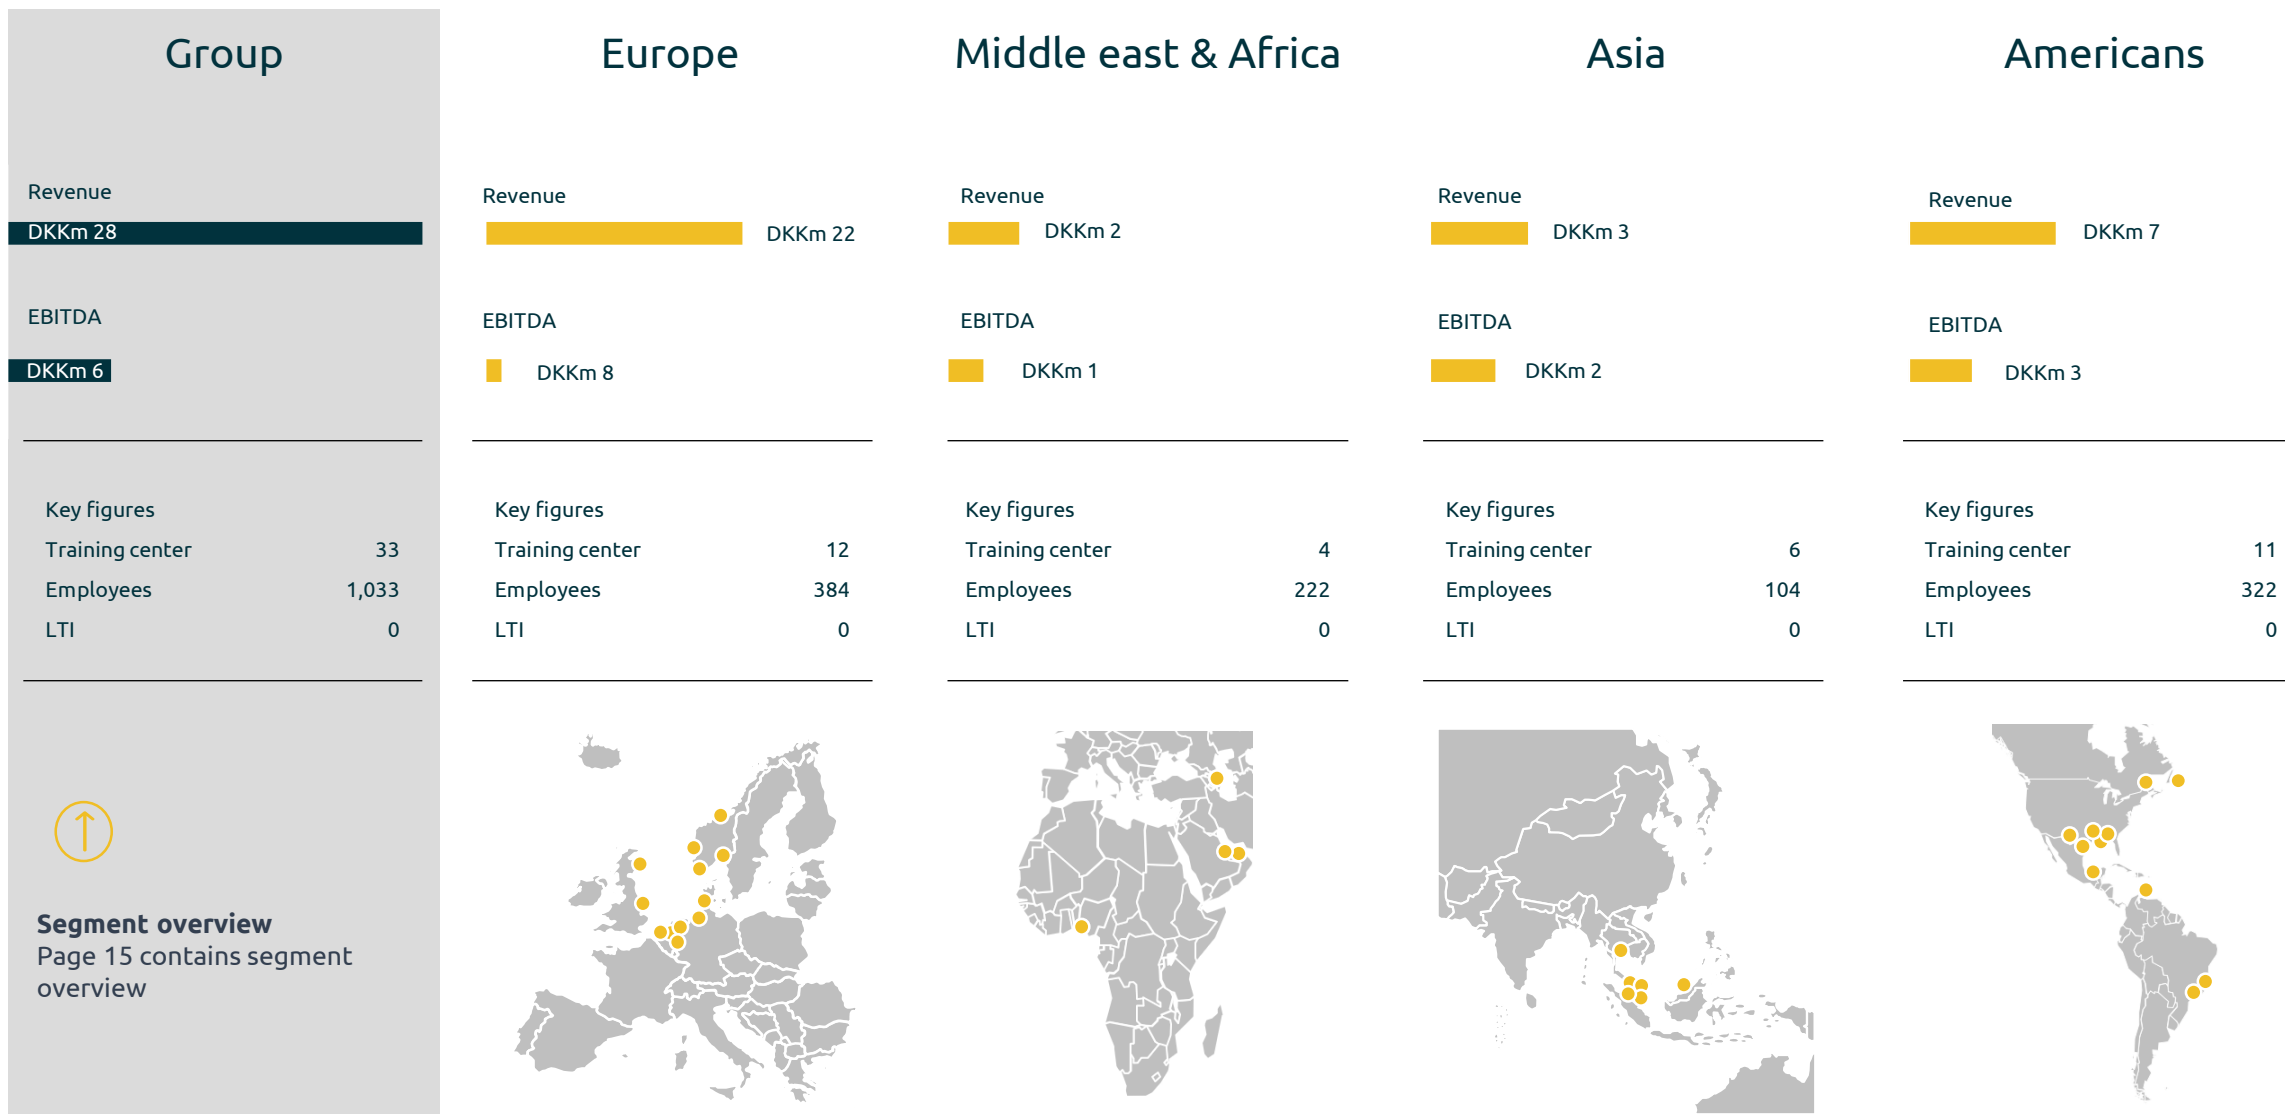 Group
Revenue
DKKm 28
EBITDA
DKKm 6
Key figures
Training center 33
Employees 1,033
LTI 0
Segment overview
Page 15 contains segment
overview
Europe
Revenue
DKKm 22
EBITDA
DKKm 8
Key figures
Training center 12
Employees 384
LTI 0
Middle east & Africa
Revenue
DKKm 2
EBITDA
DKKm 1
Key figures
Training center 4
Employees 222
LTI 0
Asia
Revenue
DKKm 3
EBITDA
DKKm 2
Key figures
Training center 6
Employees 104
LTI 0
Americans
Revenue
DKKm 7
EBITDA
DKKm 3
Key figures
Training center 11
Employees 322
LTI 0